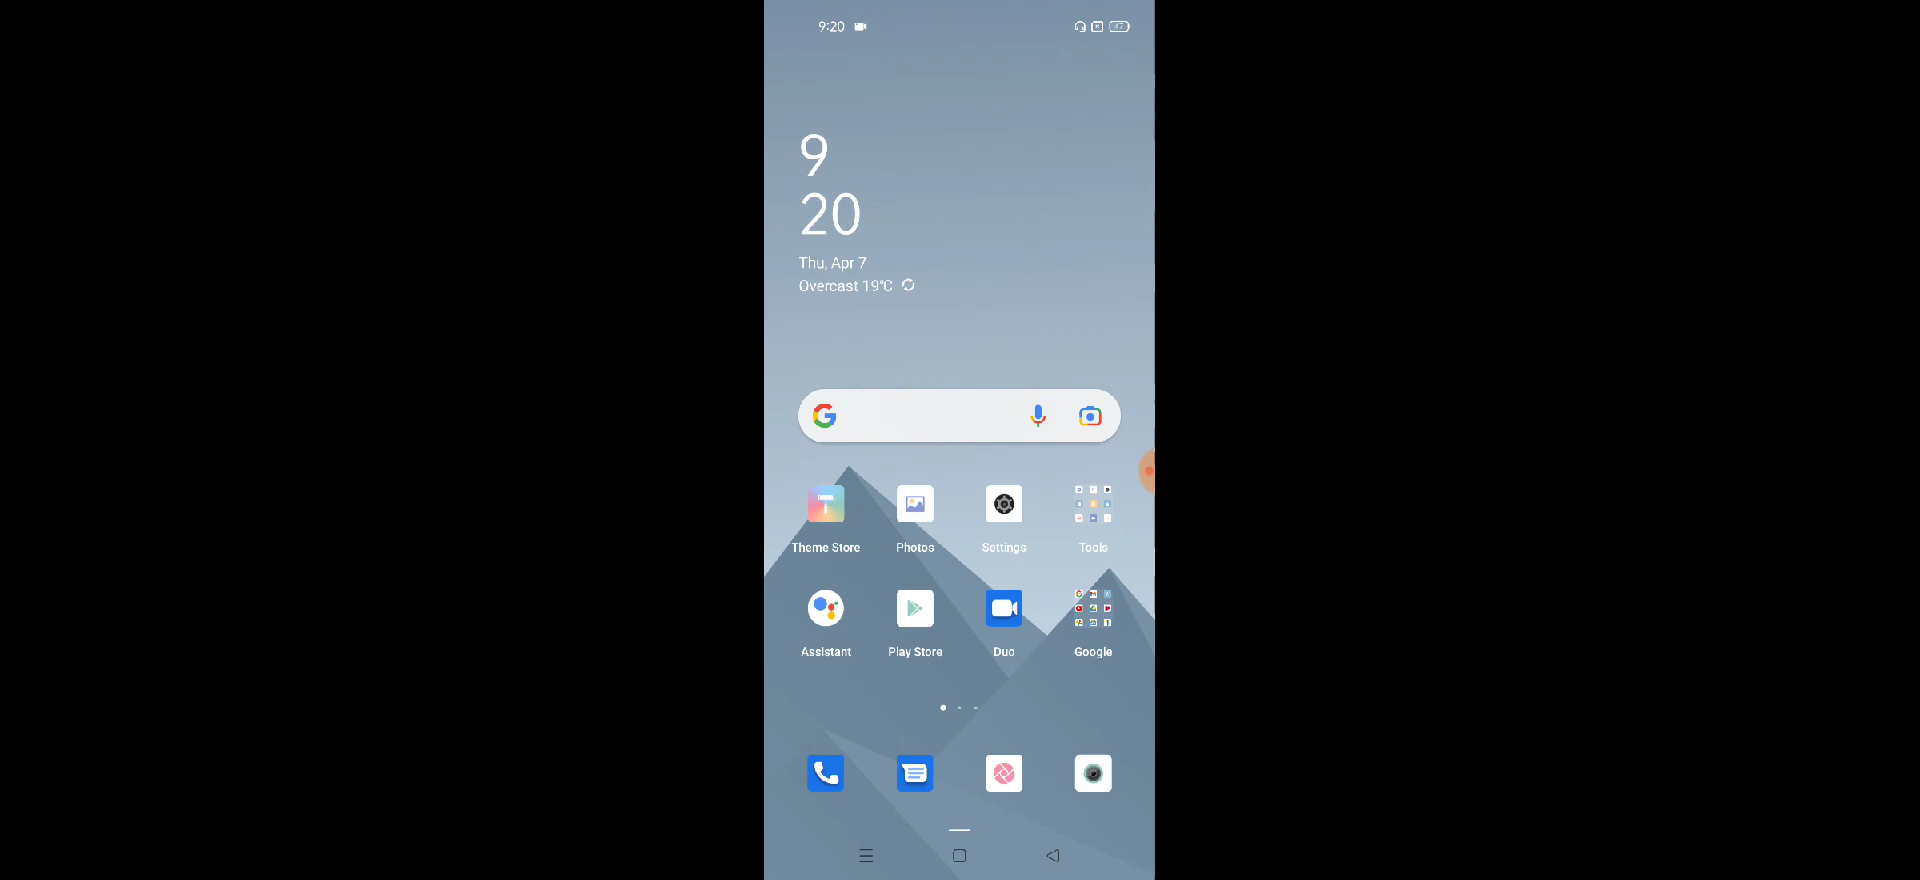 9:20
47
9
20
Thu, Apr 7
Overcast 19°C
Theme Store
Photos
Settings
Tools
Assistant
Play Store
Duo
Google